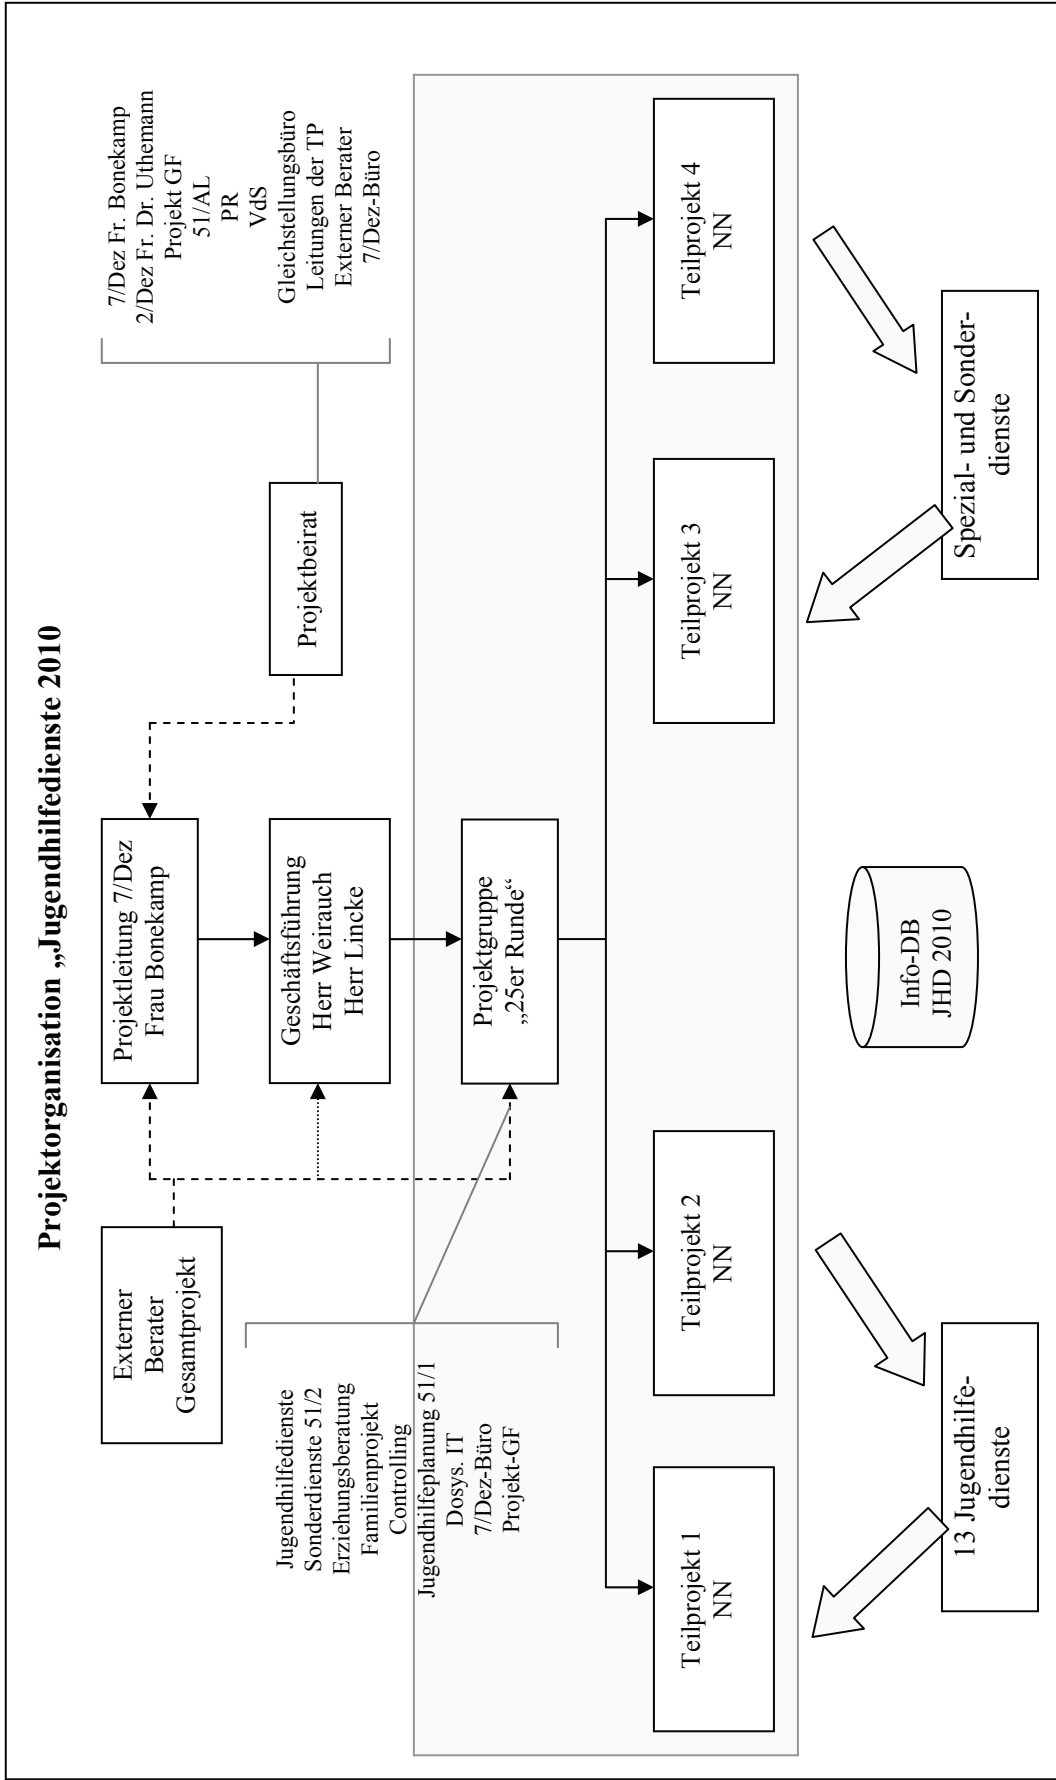 Projektorganisation „Jugendhilfedienste 2010
Externer
Berater
Gesamtprojekt
Projektleitung 7/Dez
Frau Bonekamp
7/Dez Fr. Bonekamp
2/Dez Fr. Dr. Uthemann
Projekt GF
51/AL
PR
VdS
Gleichstellungsbüro
Leitungen der TP
Externer Berater
7/Dez-Büro
Geschäftsführung
Herr Weirauch
Herr Lincke
Projektbeirat
Jugendhilfedienste
Sonderdienste 51/2
Erziehungsberatung
Familienprojekt
Controlling
Jugendhilfeplanung 51/1
Dosys. IT
7/Dez-Büro
Projekt-GF
Projektgruppe
„25er Runde“
Teilprojekt 1
NN
Teilprojekt 2
NN
Teilprojekt 3
NN
Teilprojekt 4
NN
Info-DB
JHD 2010
13 Jugendhilfe-
dienste
Spezial- und Sonder-
dienste